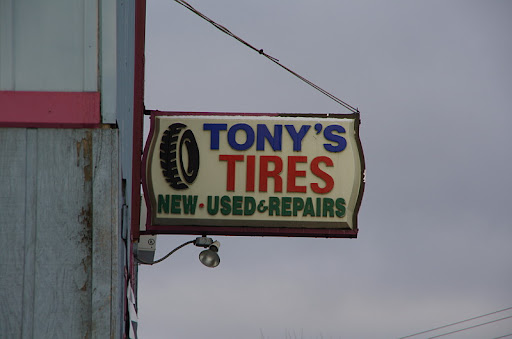 TONY'S
TIRES
NEW • USED & REPAIRS